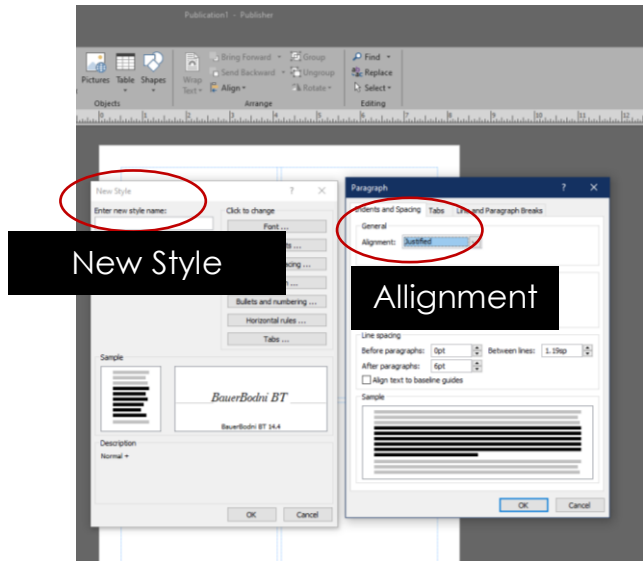 Publication1 - Publisher
Pictures Table Shapes
Wrap Text
Bring Forward
Send Backward
Align
Group
Ungroup
Rotate
Find
Replace
Select
Objects Arrange Editing
New Style
Enter new style name:
Click to change
Font ...
Bullets and numbering ...
Horizontal rules ...
Tabs ...
New Style
Sample
BauerBodni BT
BauerBodni BT 14.4
Description
Normal +
OK Cancel
Paragraph
Indents and Spacing Tabs Line and Paragraph Breaks
General
Alignment: Justified
Allignment
Line spacing
Before paragraphs: 0pt Between lines: 1.19sp
After paragraphs: 6pt
Align text to baseline guides
Sample
OK Cancel